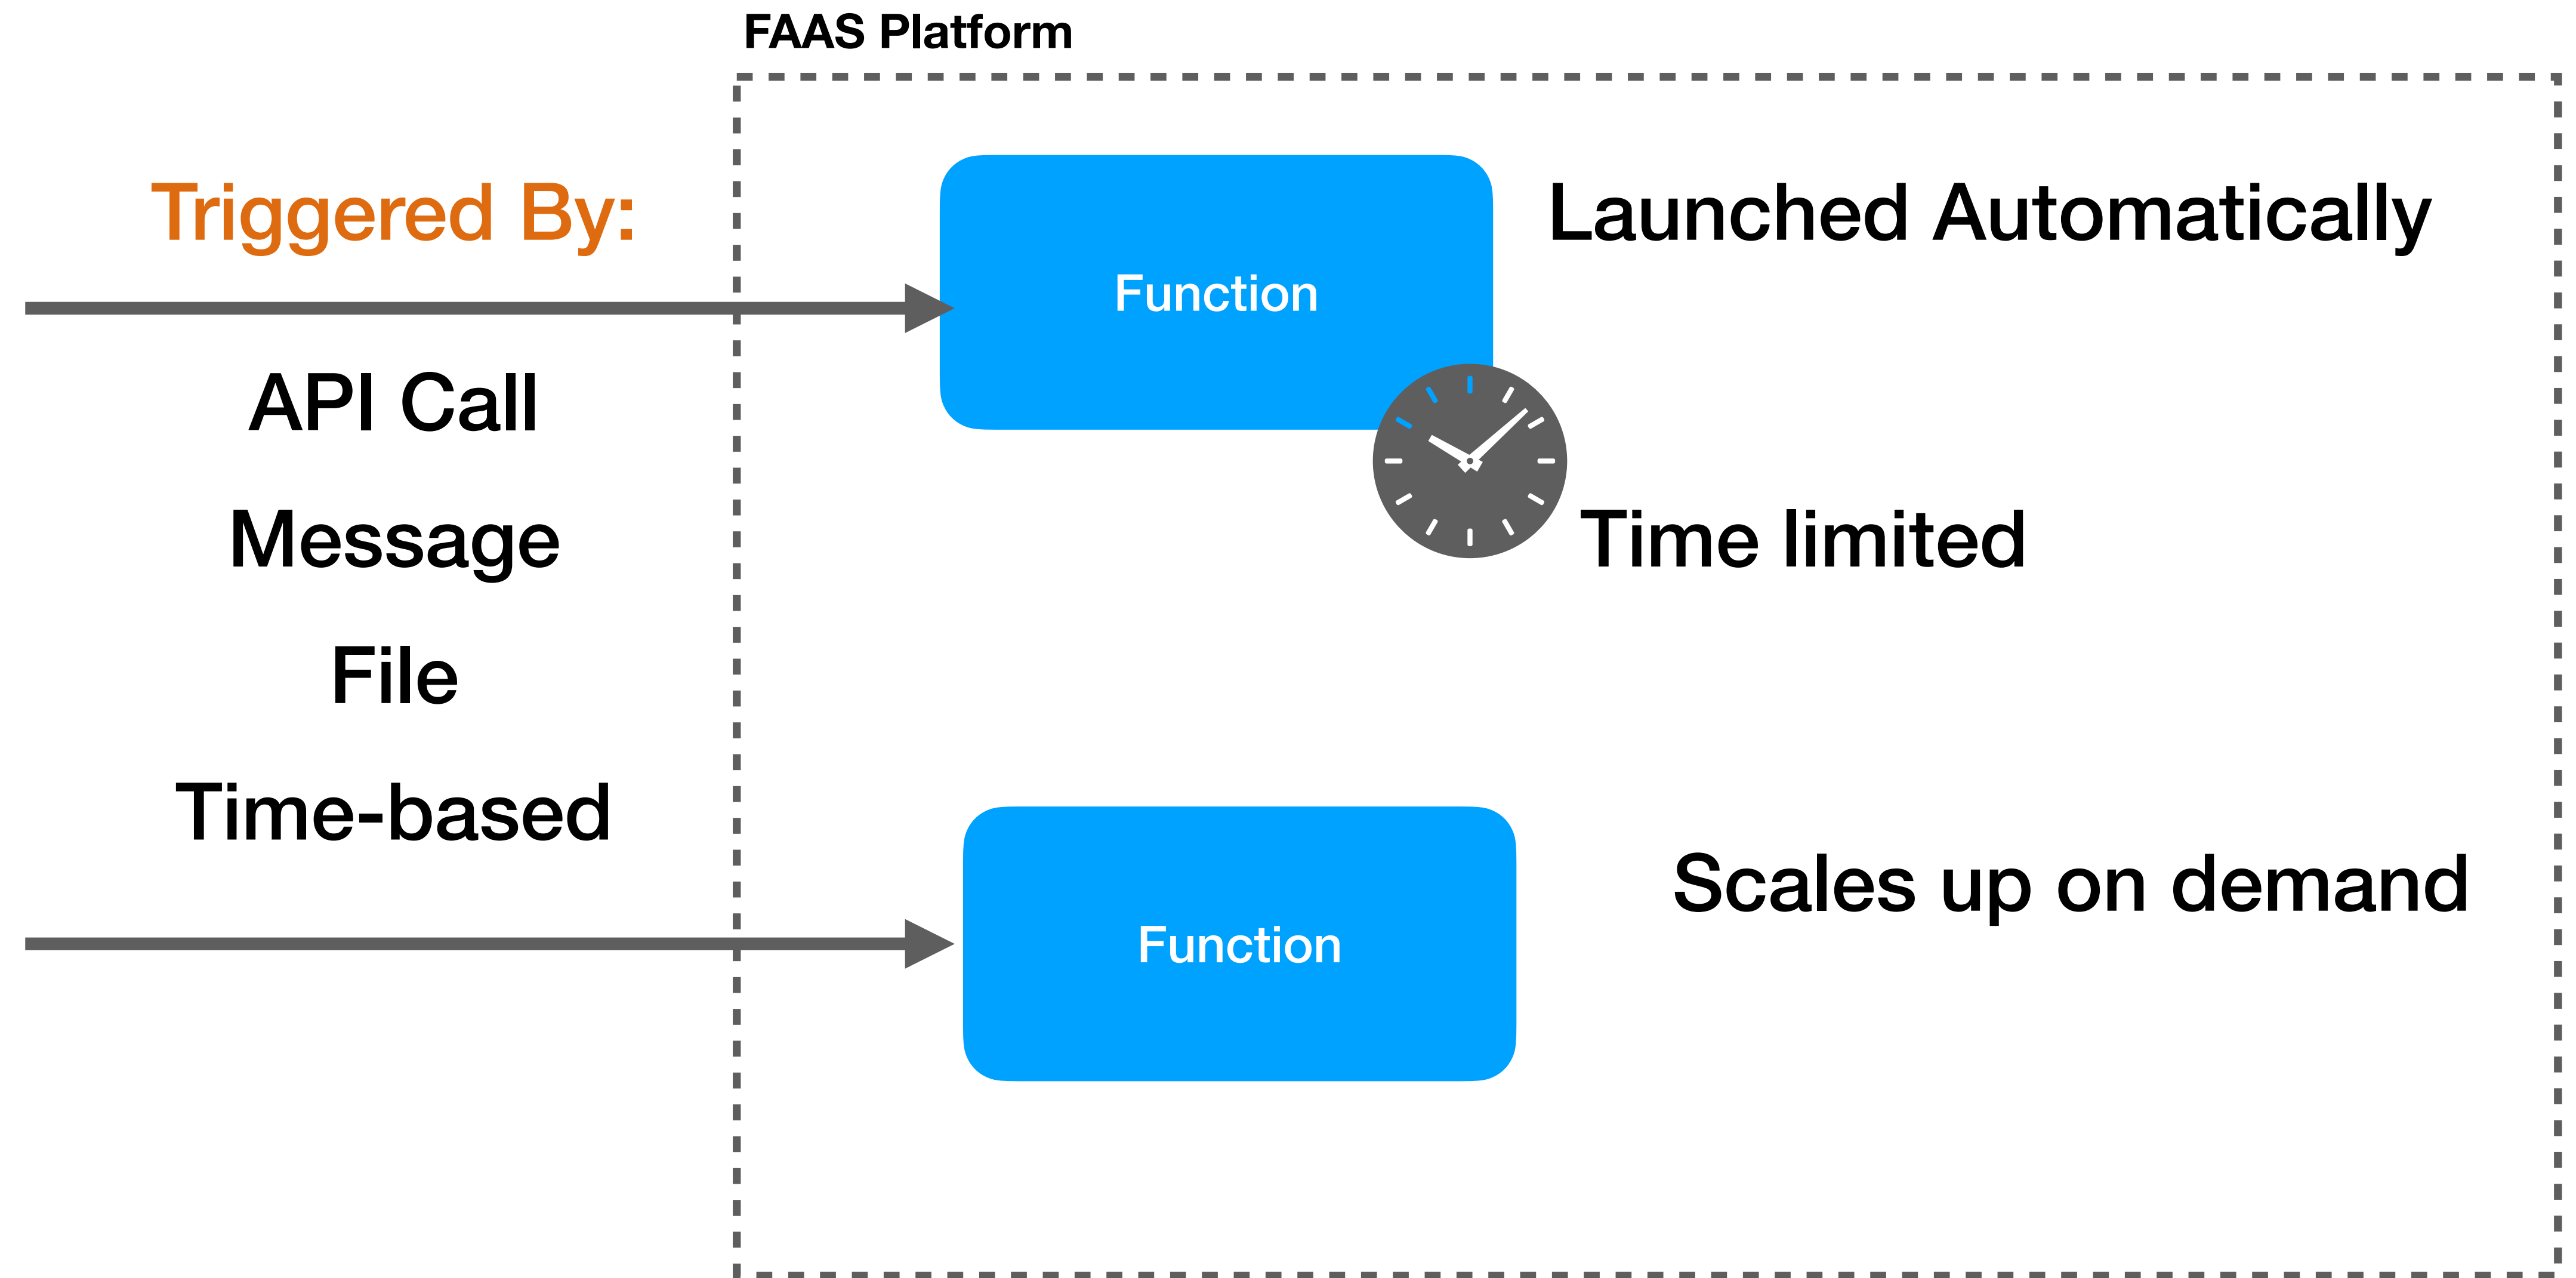 FAAS Platform
Triggered By:
API Call
Message
File
Time-based
Function
Launched Automatically
Time limited
Function
Scales up on demand